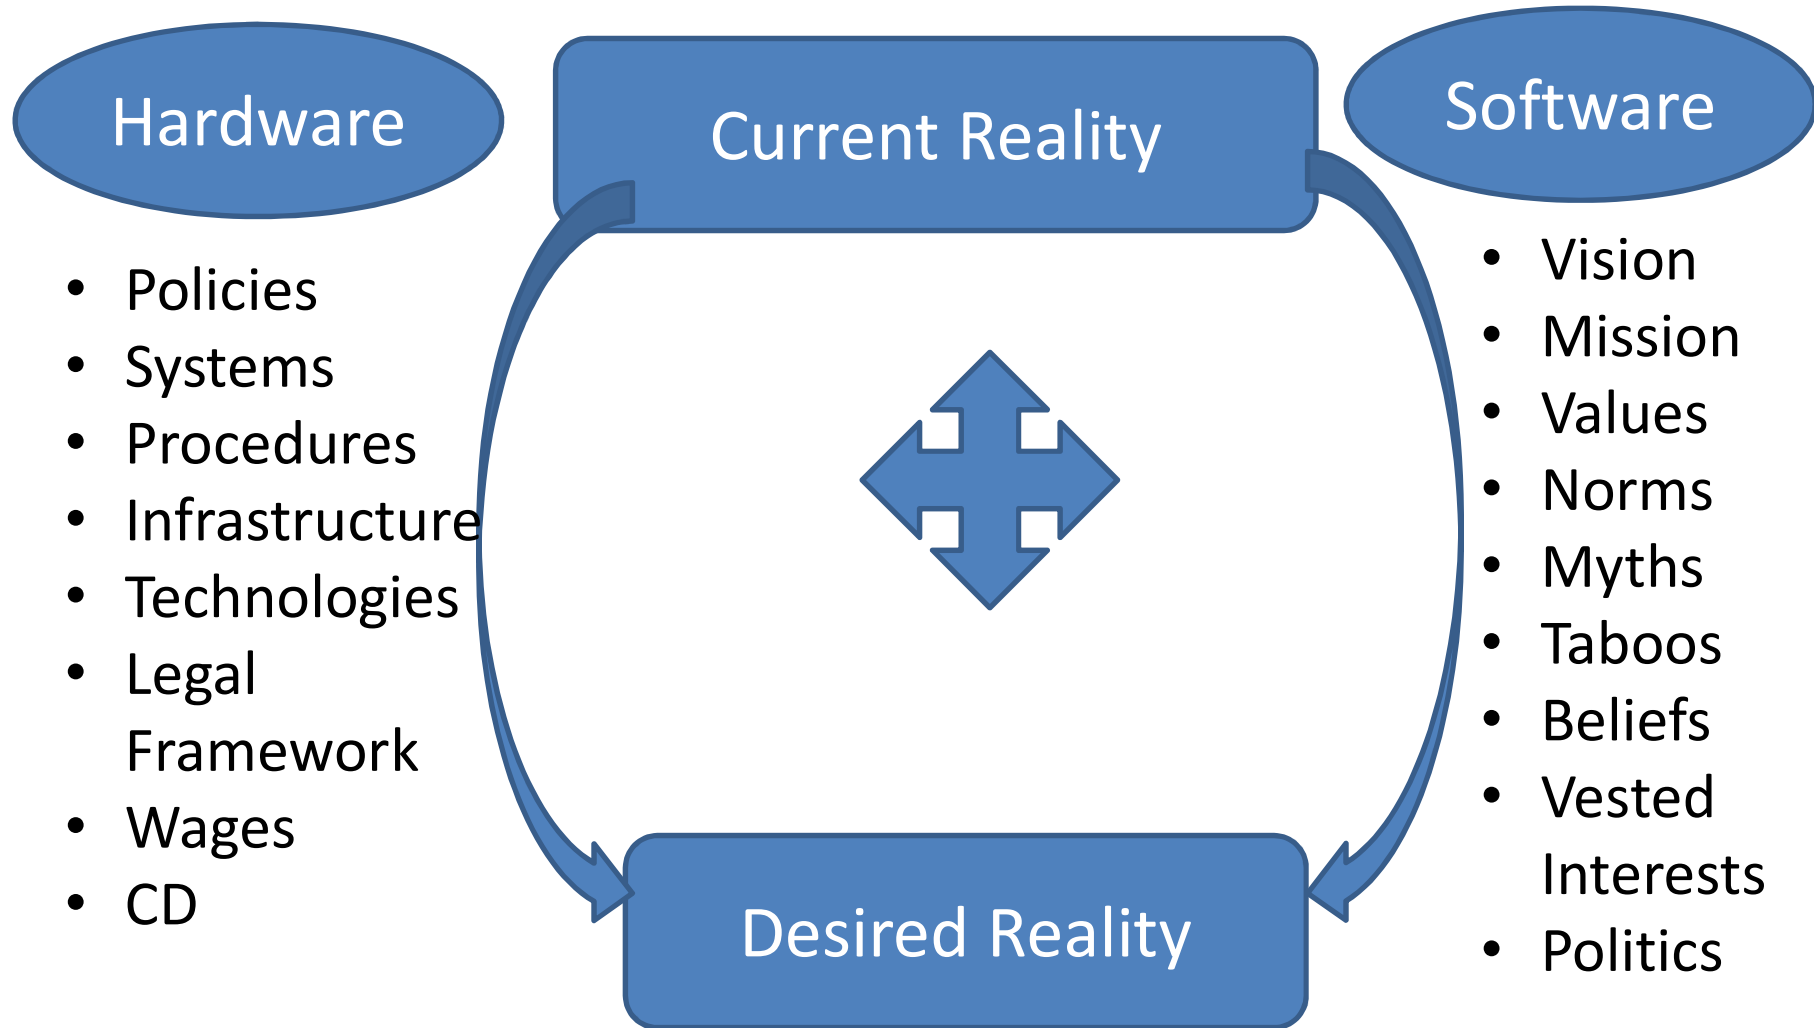 Hardware
Current Reality
Software
• Policies
• Systems
• Procedures
• Infrastructure
• Technologies
• Legal
Framework
• Wages
• CD
• Vision
• Mission
• Values
• Norms
• Myths
• Taboos
• Beliefs
• Vested
Interests
• Politics
Desired Reality